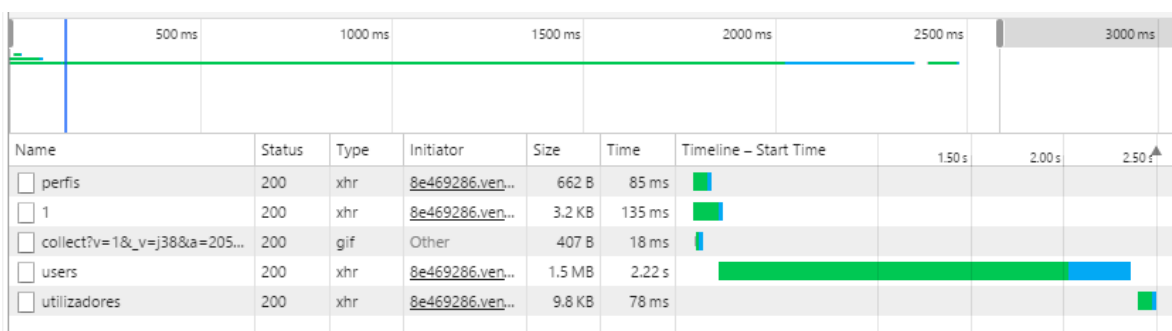 500 ms 1000 ms 1500 ms 2000 ms 2500 ms 3000 ms
Name Status Type Initiator Size Time Timeline – Start Time 1.50 s 2.00 s 2.50 s
perfis 200 xhr 8e469286.ven... 662 B 85 ms
1 200 xhr 8e469286.ven... 3.2 KB 135 ms
collect?v=1&_v=j38&a=205... 200 gif Other 407 B 18 ms
users 200 xhr 8e469286.ven... 1.5 MB 2.22 s
utilizadores 200 xhr 8e469286.ven... 9.8 KB 78 ms